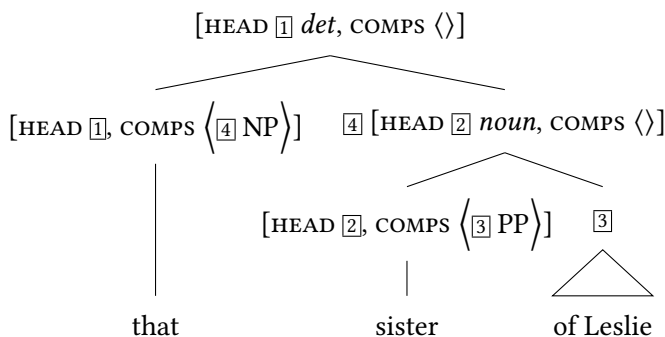 [HEAD 1 det, COMPS ⟨⟩]
[HEAD 1, COMPS ⟨4 NP⟩] 4 [HEAD 2 noun, COMPS ⟨⟩]
[HEAD 2, COMPS ⟨3 PP⟩] 3
that sister of Leslie